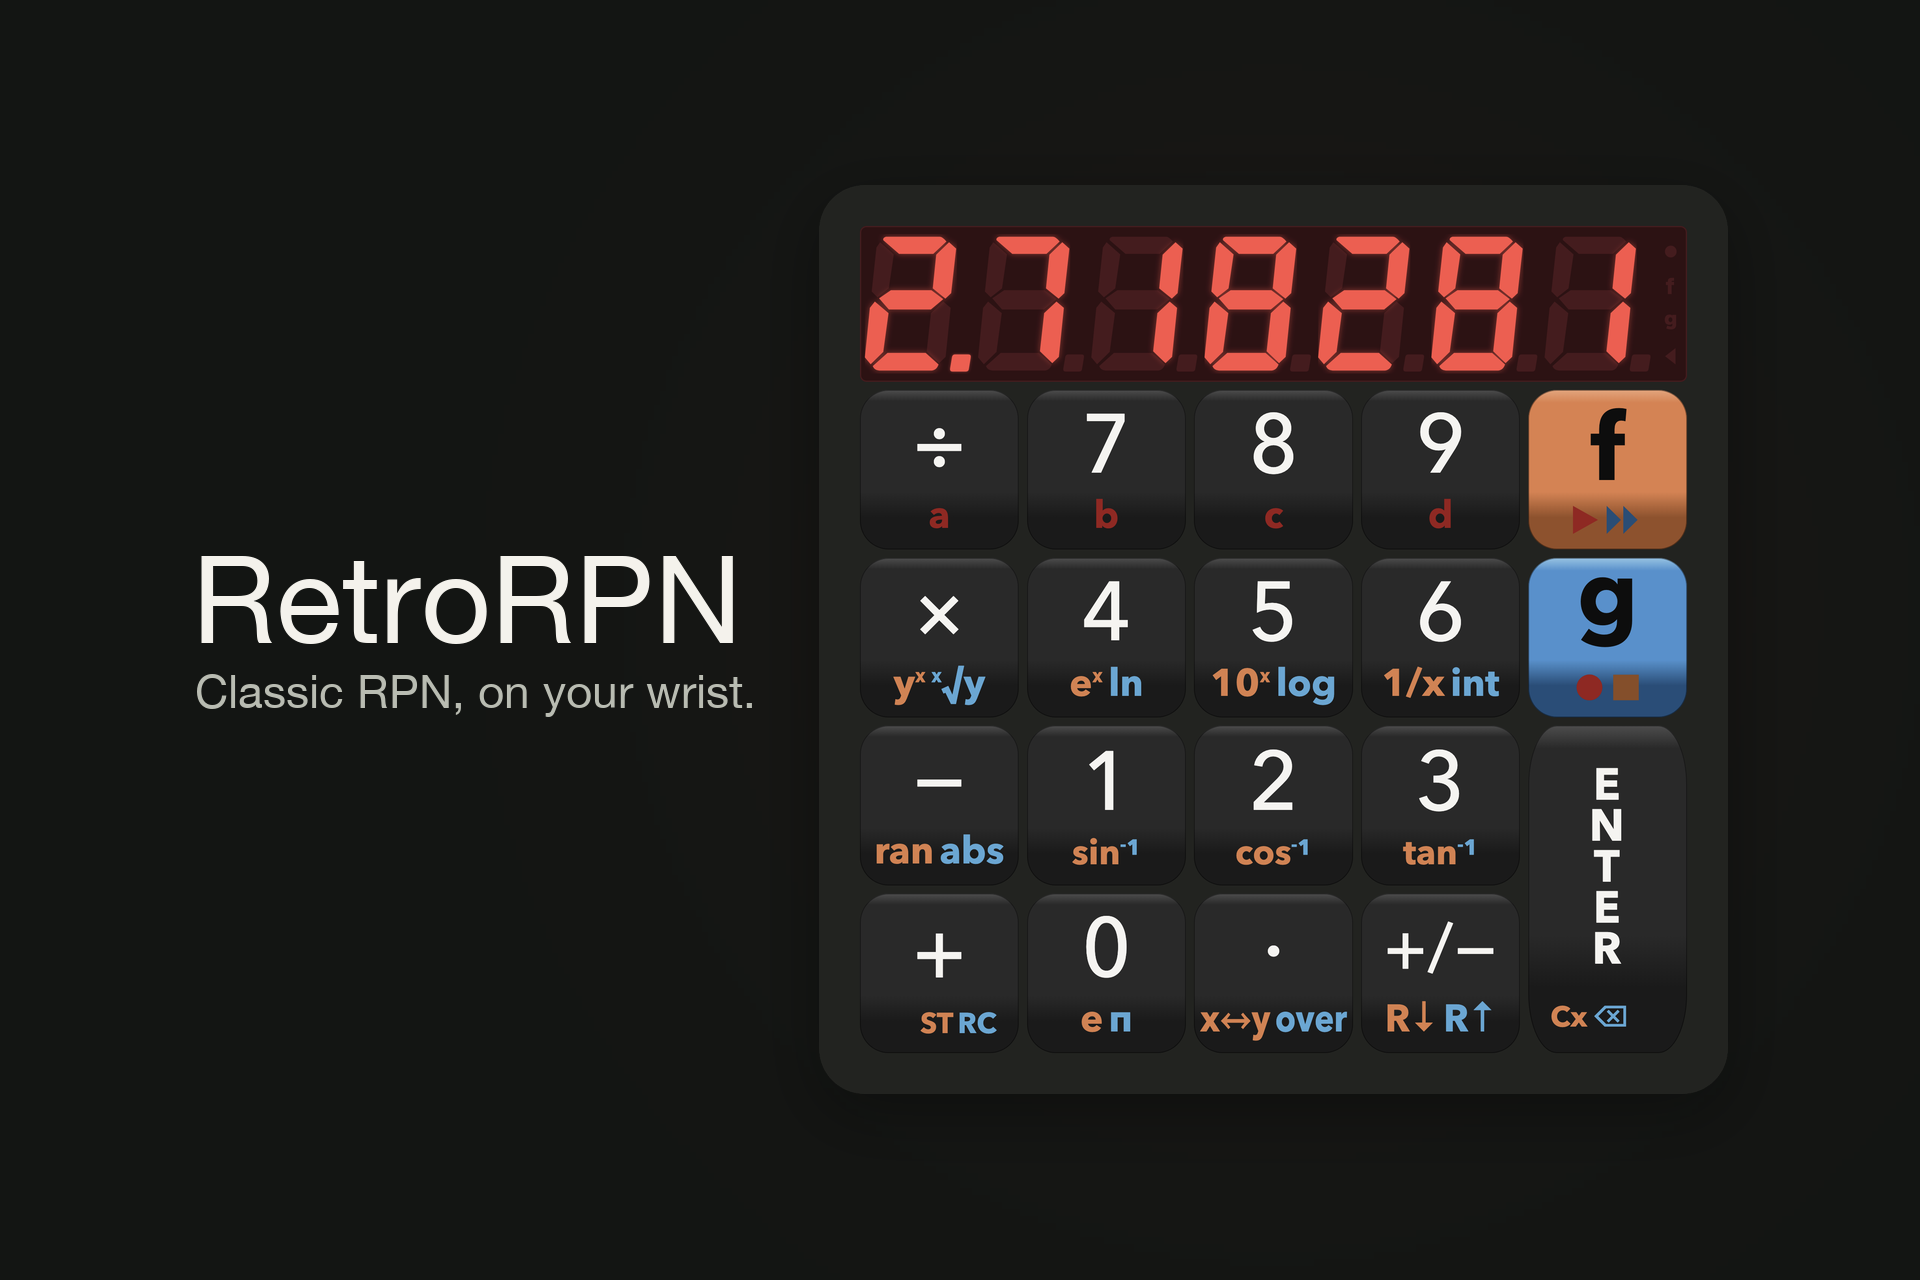 RetroRPN
Classic RPN, on your wrist.
2.718281
f
g
÷ 7 8 9 f
a b c d
× 4 5 6 g
yˣ ˣ√y eˣ ln 10ˣ log 1/x int
− 1 2 3
ran abs sin⁻¹ cos⁻¹ tan⁻¹
ENTER
+ 0 · +/−
ST RC e π x↔y over R↓ R↑ Cx ⌫